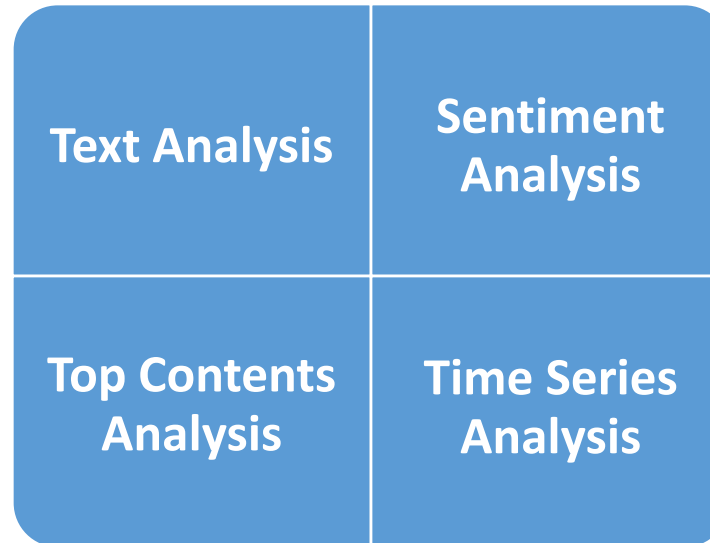 Text Analysis
Sentiment
Analysis
Top Contents
Analysis
Time Series
Analysis